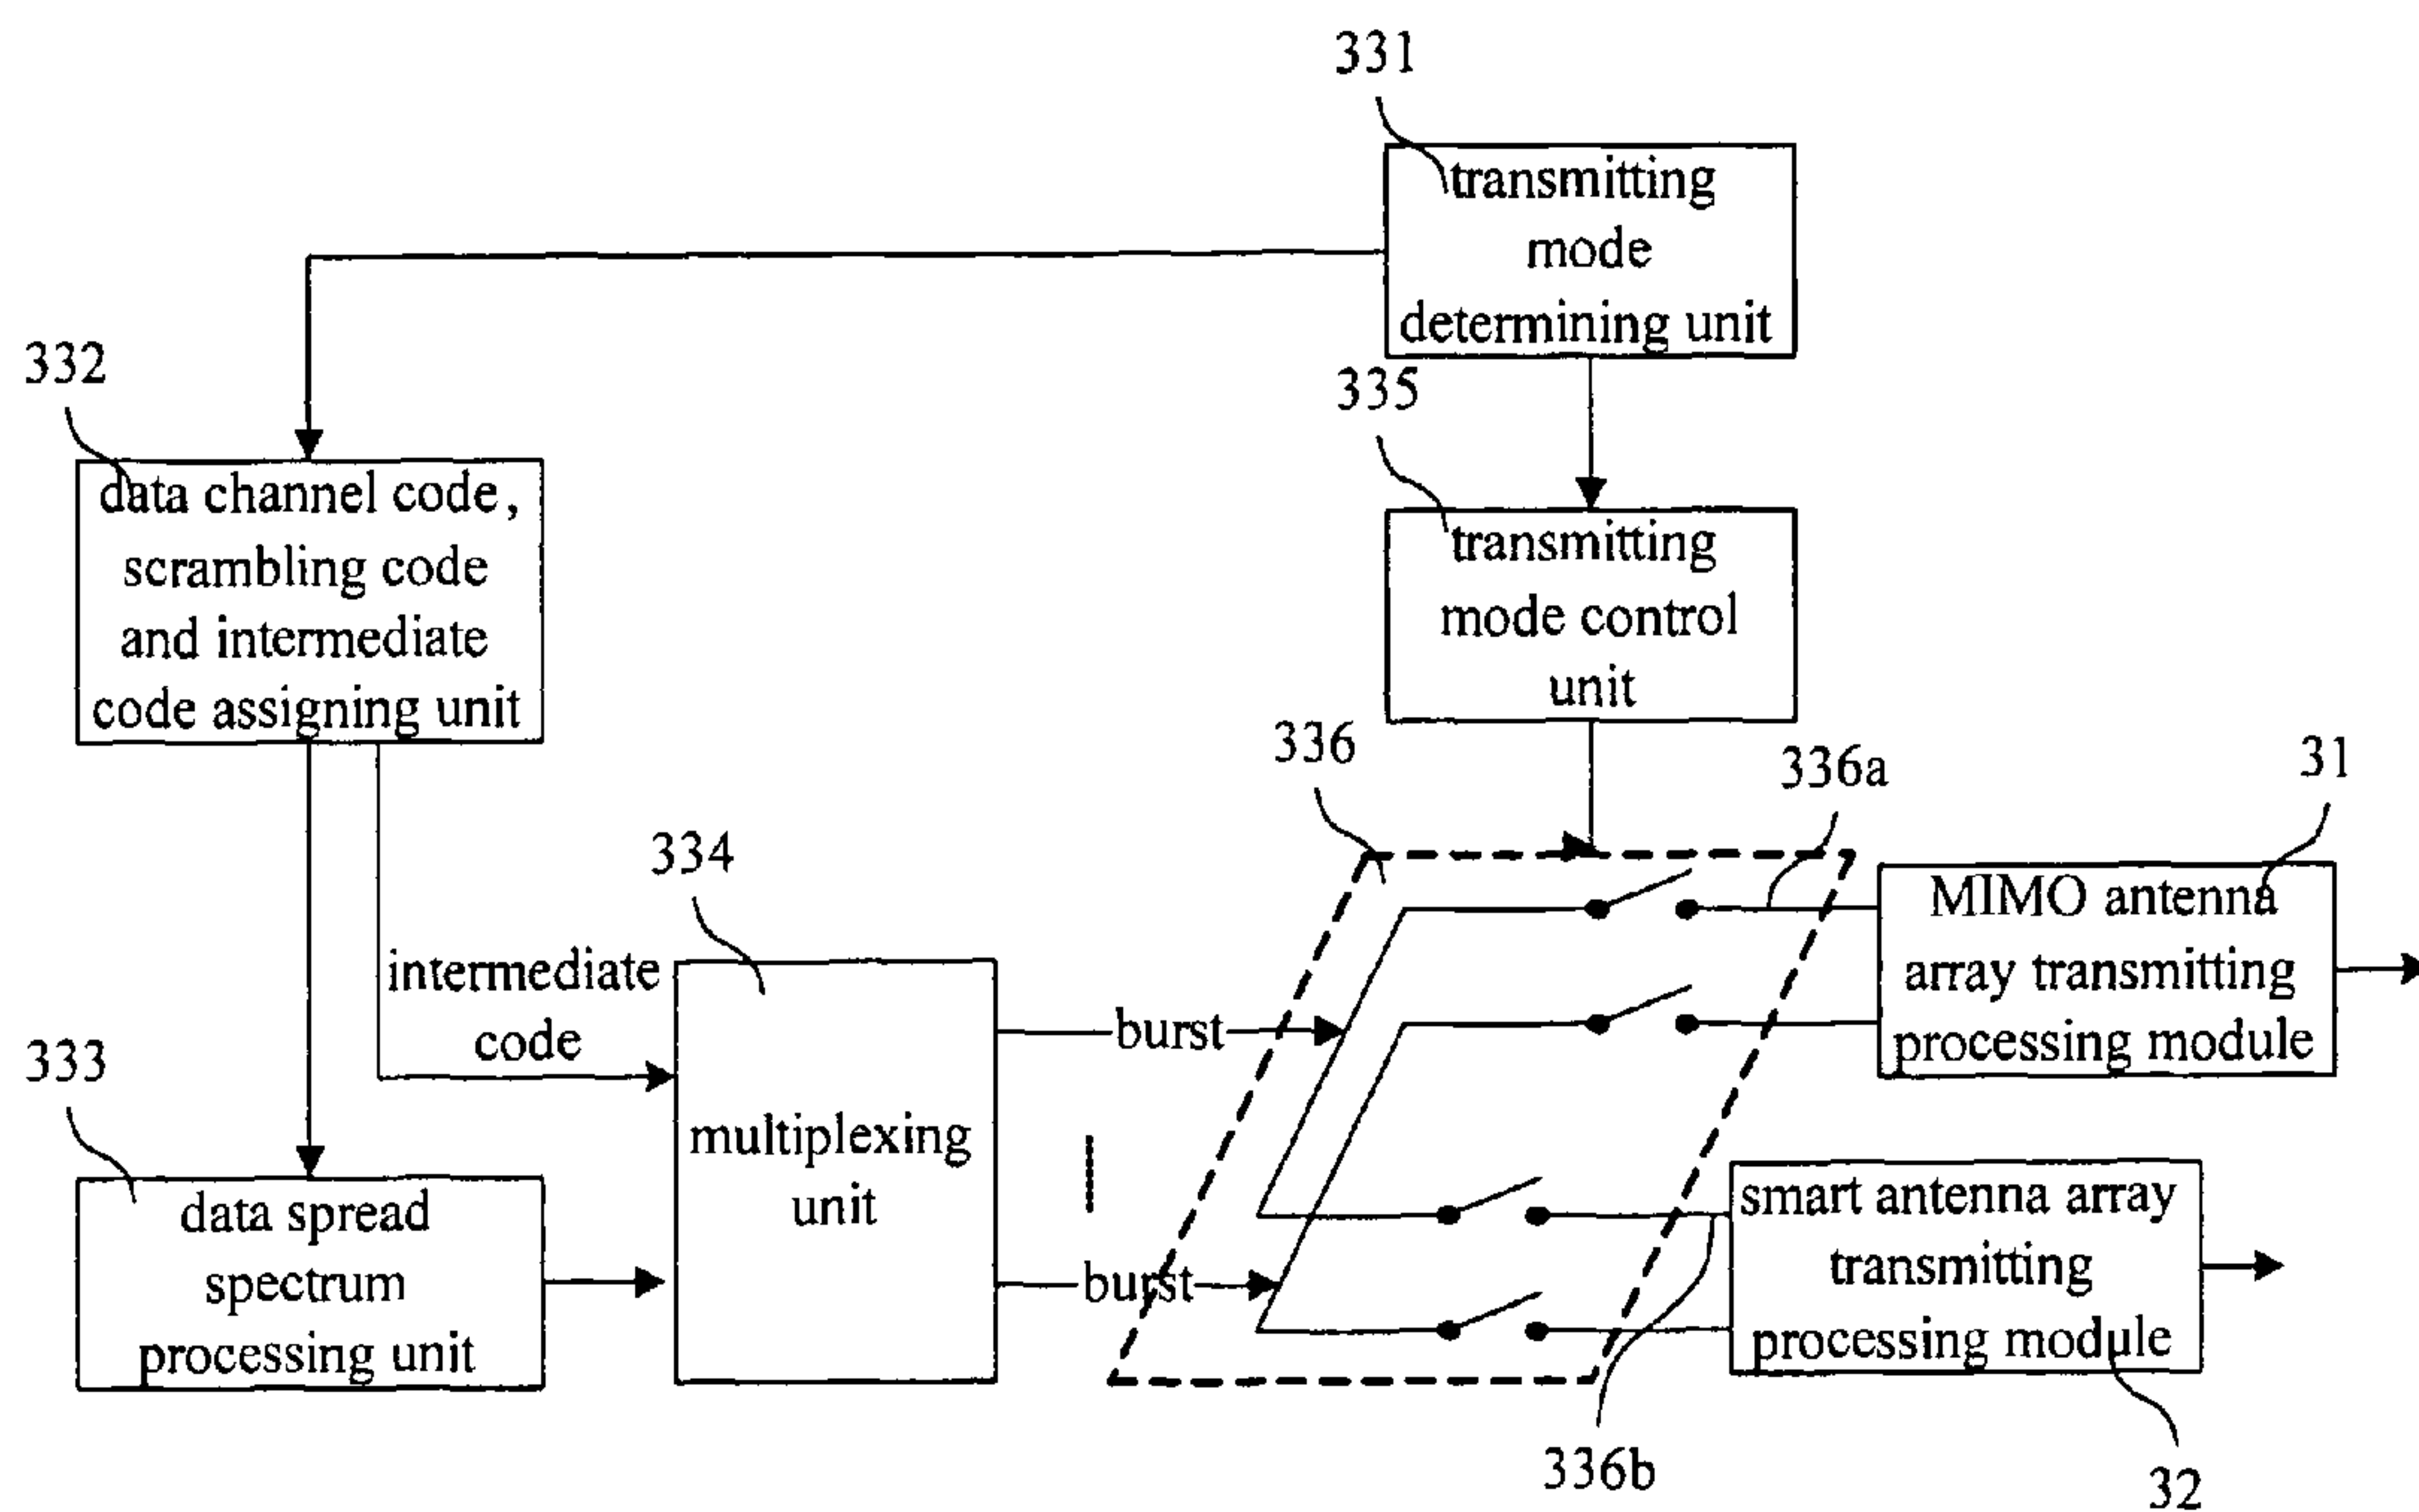 331
transmitting
mode
determining unit
332
335
data channel code,
scrambling code
and intermediate
code assigning unit
transmitting
mode control
unit
336
336a
31
334
MIMO antenna
array transmitting
processing module
intermediate
code
burst
333
multiplexing
unit
data spread
spectrum
processing unit
burst
smart antenna array
transmitting
processing module
336b
32